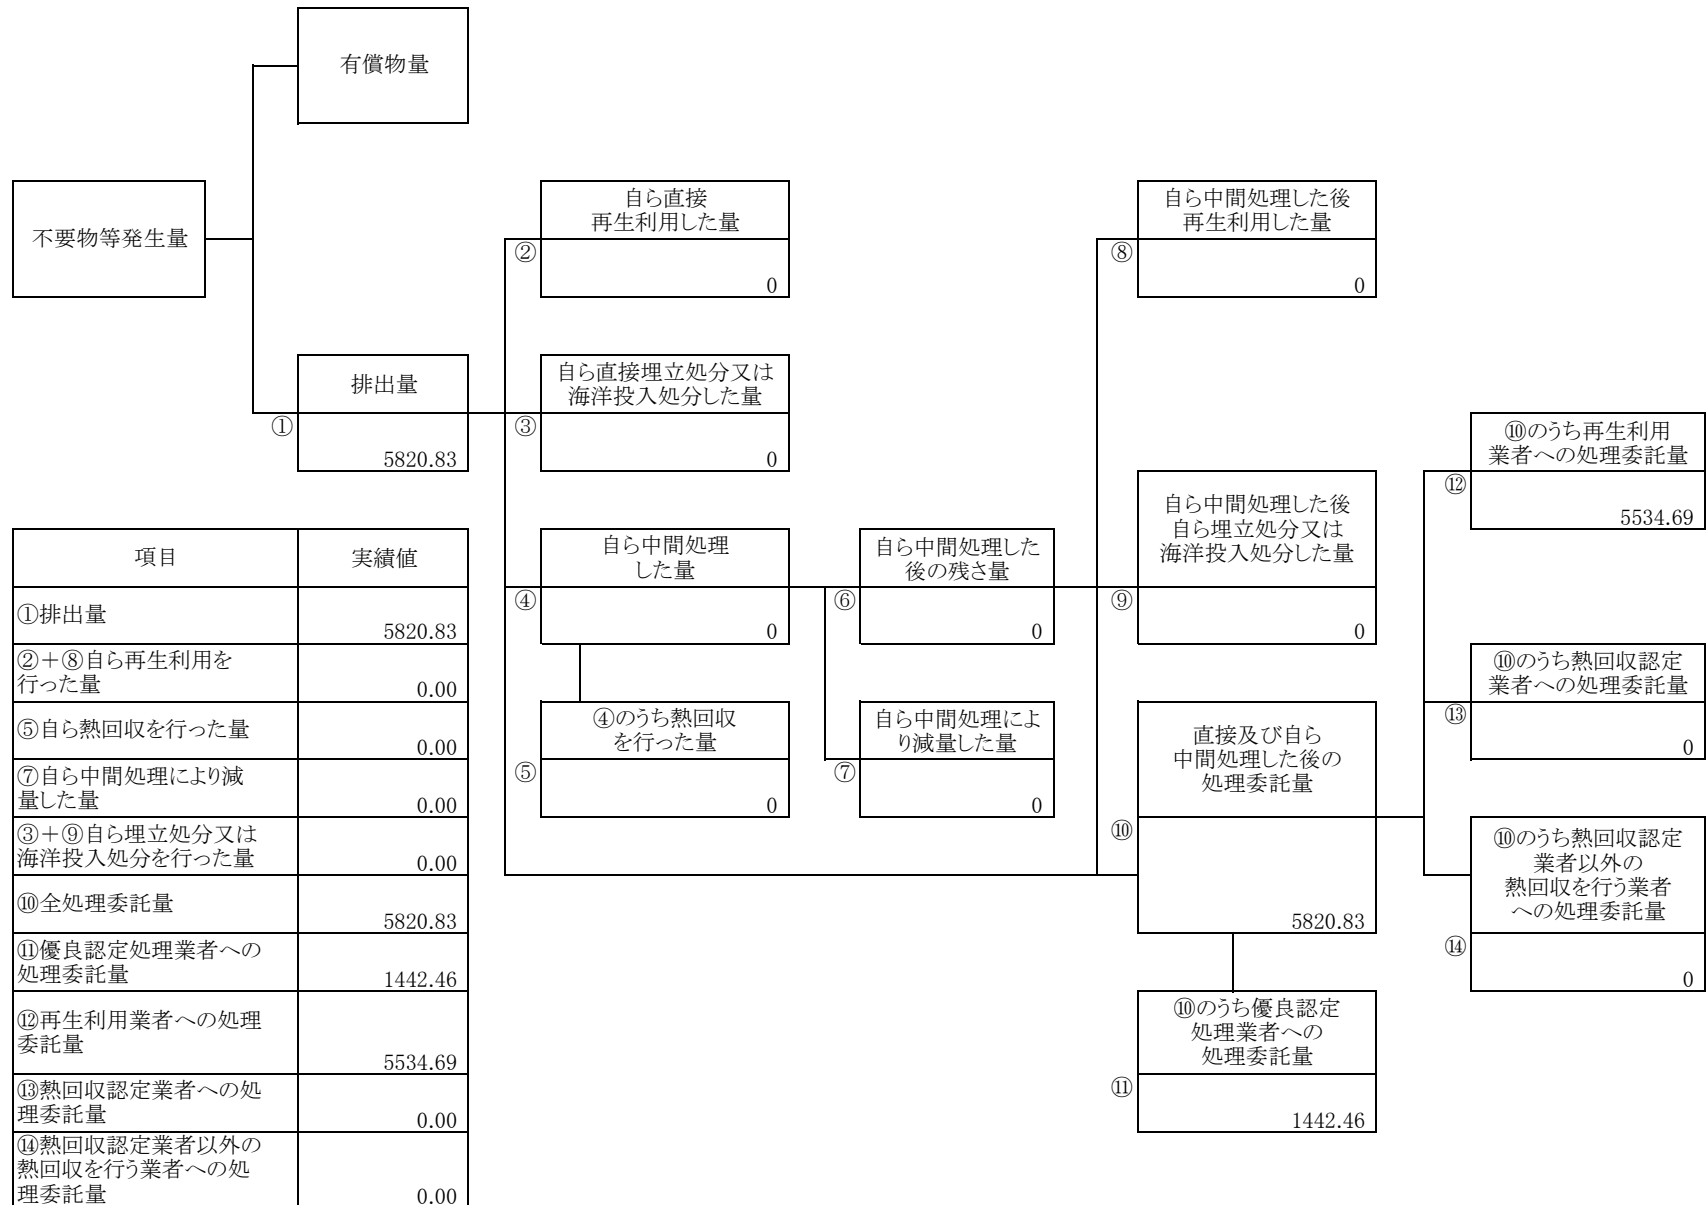 有償物量
不要物等発生量
自ら直接
再生利用した量
②
0
自ら中間処理した後
再生利用した量
⑧
0
排出量
①
5820.83
自ら直接埋立処分又は
海洋投入処分した量
③
0
⑩のうち再生利用
業者への処理委託量
⑫
5534.69
自ら中間処理
した量
④
0
自ら中間処理した
後の残さ量
⑥
0
自ら中間処理した後
自ら埋立処分又は
海洋投入処分した量
⑨
0
⑩のうち熱回収認定
業者への処理委託量
⑬
0
④のうち熱回収
を行った量
⑤
0
自ら中間処理によ
り減量した量
⑦
0
直接及び自ら
中間処理した後の
処理委託量
⑩
5820.83
⑩のうち熱回収認定
業者以外の
熱回収を行う業者
への処理委託量
⑭
0
⑩のうち優良認定
処理業者への
処理委託量
⑪
1442.46
項目 実績値
①排出量
5820.83
②+⑧自ら再生利用を
行った量
0.00
⑤自ら熱回収を行った量
0.00
⑦自ら中間処理により減
量した量
0.00
③+⑨自ら埋立処分又は
海洋投入処分を行った量
0.00
⑩全処理委託量
5820.83
⑪優良認定処理業者への
処理委託量
1442.46
⑫再生利用業者への処理
委託量
5534.69
⑬熱回収認定業者への処
理委託量
0.00
⑭熱回収認定業者以外の
熱回収を行う業者への処
理委託量
0.00